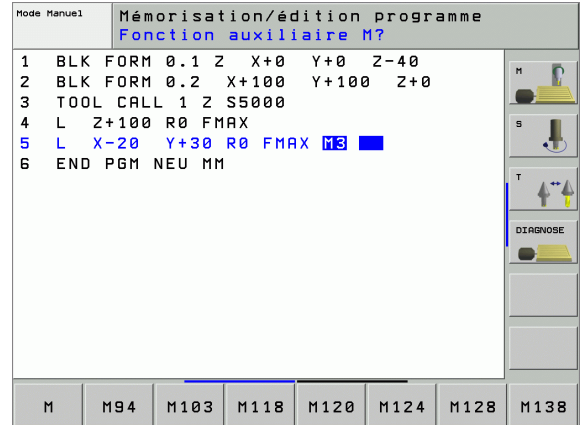 Mode Manuel
Mémorisation/édition programme
Fonction auxiliaire M?
1 BLK FORM 0.1 Z X+0 Y+0 Z-40
2 BLK FORM 0.2 X+100 Y+100 Z+0
3 TOOL CALL 1 Z S5000
4 L Z+100 R0 FMAX
5 L X-20 Y+30 R0 FMAX M3
6 END PGM NEU MM
M
S
T
DIAGNOSE
M M94 M103 M118 M120 M124 M128 M138